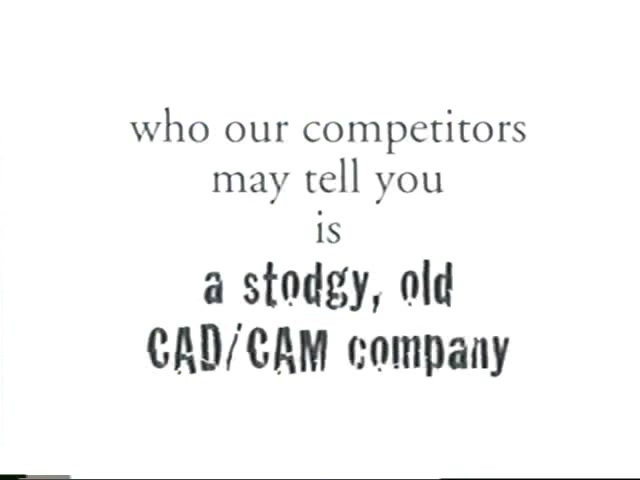 who our competitors
may tell you
is
a stodgy, old
CAD/CAM company